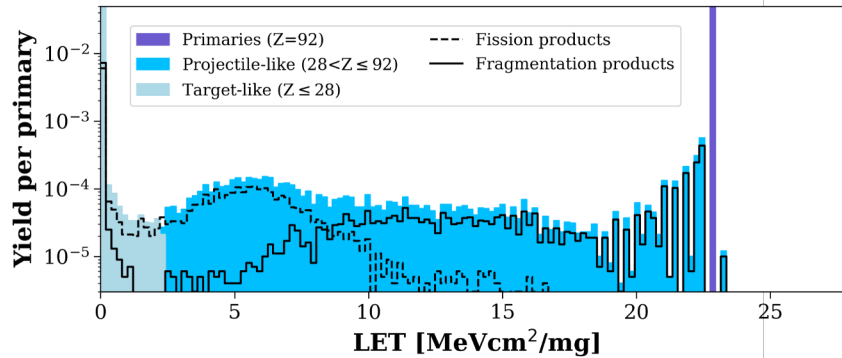 Yield per primary
10⁻²
10⁻³
10⁻⁴
10⁻⁵
Primaries (Z=92)
Projectile-like (28<Z ≤ 92)
Target-like (Z ≤ 28)
Fission products
Fragmentation products
0 5 10 15 20 25
LET [MeVcm²/mg]